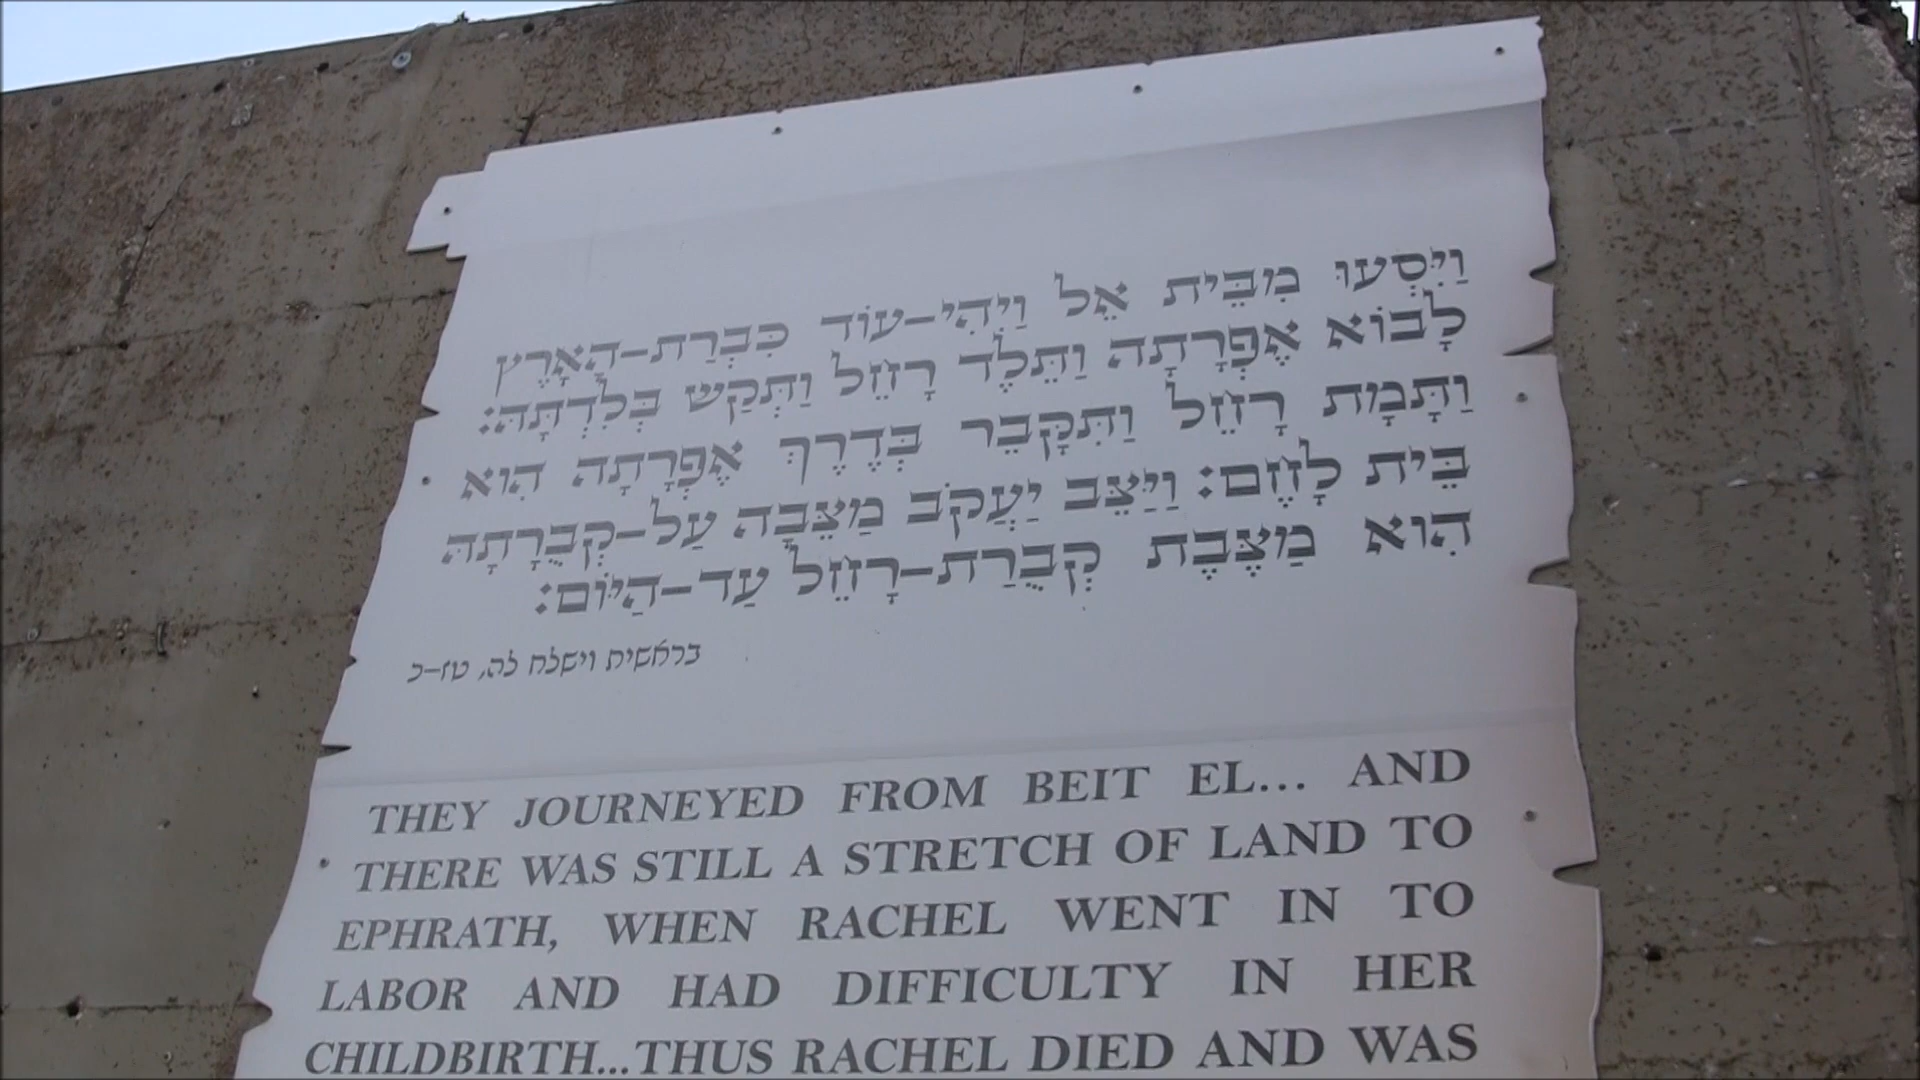 וַיִּסְעוּ מִבֵּית אֵל וַיְהִי-עוֹד כִּבְרַת-הָאָרֶץ
לָבוֹא אֶפְרָתָה וַתֵּלֶד רָחֵל וַתְּקַשׁ בְּלִדְתָּהּ:
וַתָּמָת רָחֵל וַתִּקָּבֵר בְּדֶרֶךְ אֶפְרָתָה הִוא
בֵּית לָחֶם: וַיַּצֵּב יַעֲקֹב מַצֵּבָה עַל-קְבֻרָתָהּ
הִוא מַצֶּבֶת קְבֻרַת-רָחֵל עַד-הַיּוֹם:
בראשית וישלח לה, טז-כ
THEY JOURNEYED FROM BEIT EL... AND
THERE WAS STILL A STRETCH OF LAND TO
EPHRATH, WHEN RACHEL WENT IN TO
LABOR AND HAD DIFFICULTY IN HER
CHILDBIRTH...THUS RACHEL DIED AND WAS